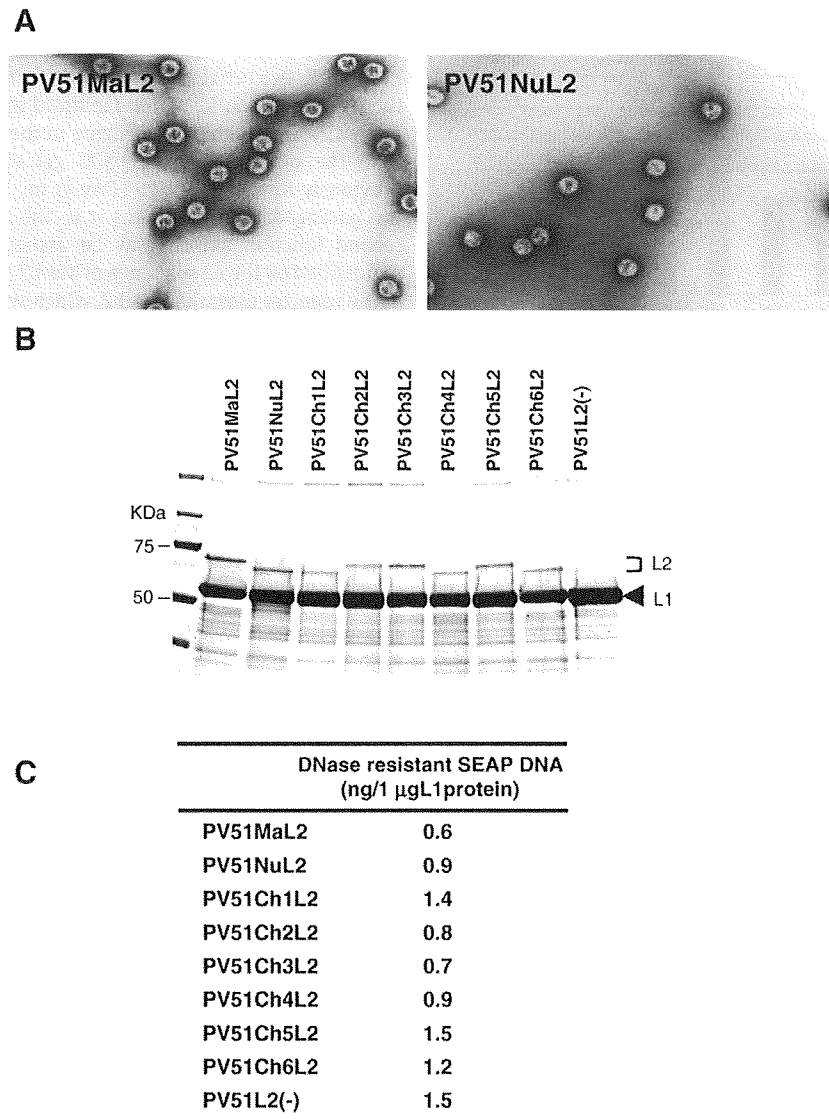 A
PV51MaL2
PV51NuL2
B
PV51MaL2
PV51NuL2
PV51Ch1L2
PV51Ch2L2
PV51Ch3L2
PV51Ch4L2
PV51Ch5L2
PV51Ch6L2
PV51L2(-)
KDa
75
50
L2
L1
C
DNase resistant SEAP DNA
(ng/1 μgL1protein)
PV51MaL2 0.6
PV51NuL2 0.9
PV51Ch1L2 1.4
PV51Ch2L2 0.8
PV51Ch3L2 0.7
PV51Ch4L2 0.9
PV51Ch5L2 1.5
PV51Ch6L2 1.2
PV51L2(-) 1.5